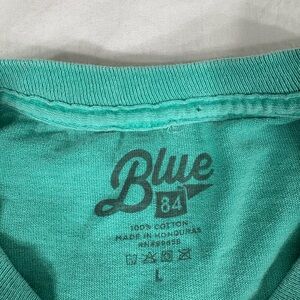 Blue
84
100% COTTON
MADE IN HONDURAS
L